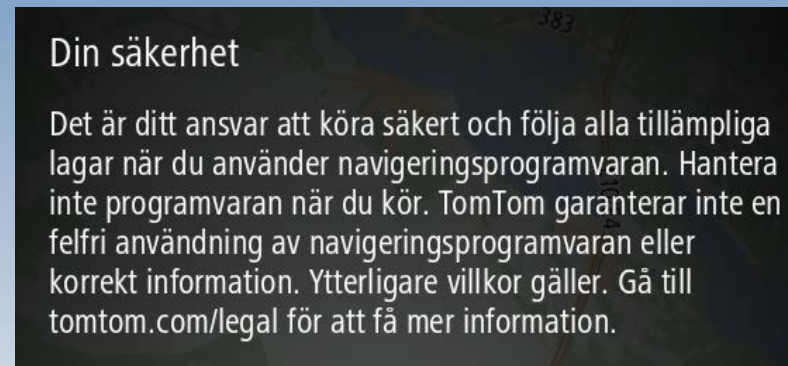 383
Din säkerhet
Det är ditt ansvar att köra säkert och följa alla tillämpliga
lagar när du använder navigeringsprogramvaran. Hantera
inte programvaran när du kör. TomTom garanterar inte en
felfri användning av navigeringsprogramvaran eller
korrekt information. Ytterligare villkor gäller. Gå till
tomtom.com/legal för att få mer information.